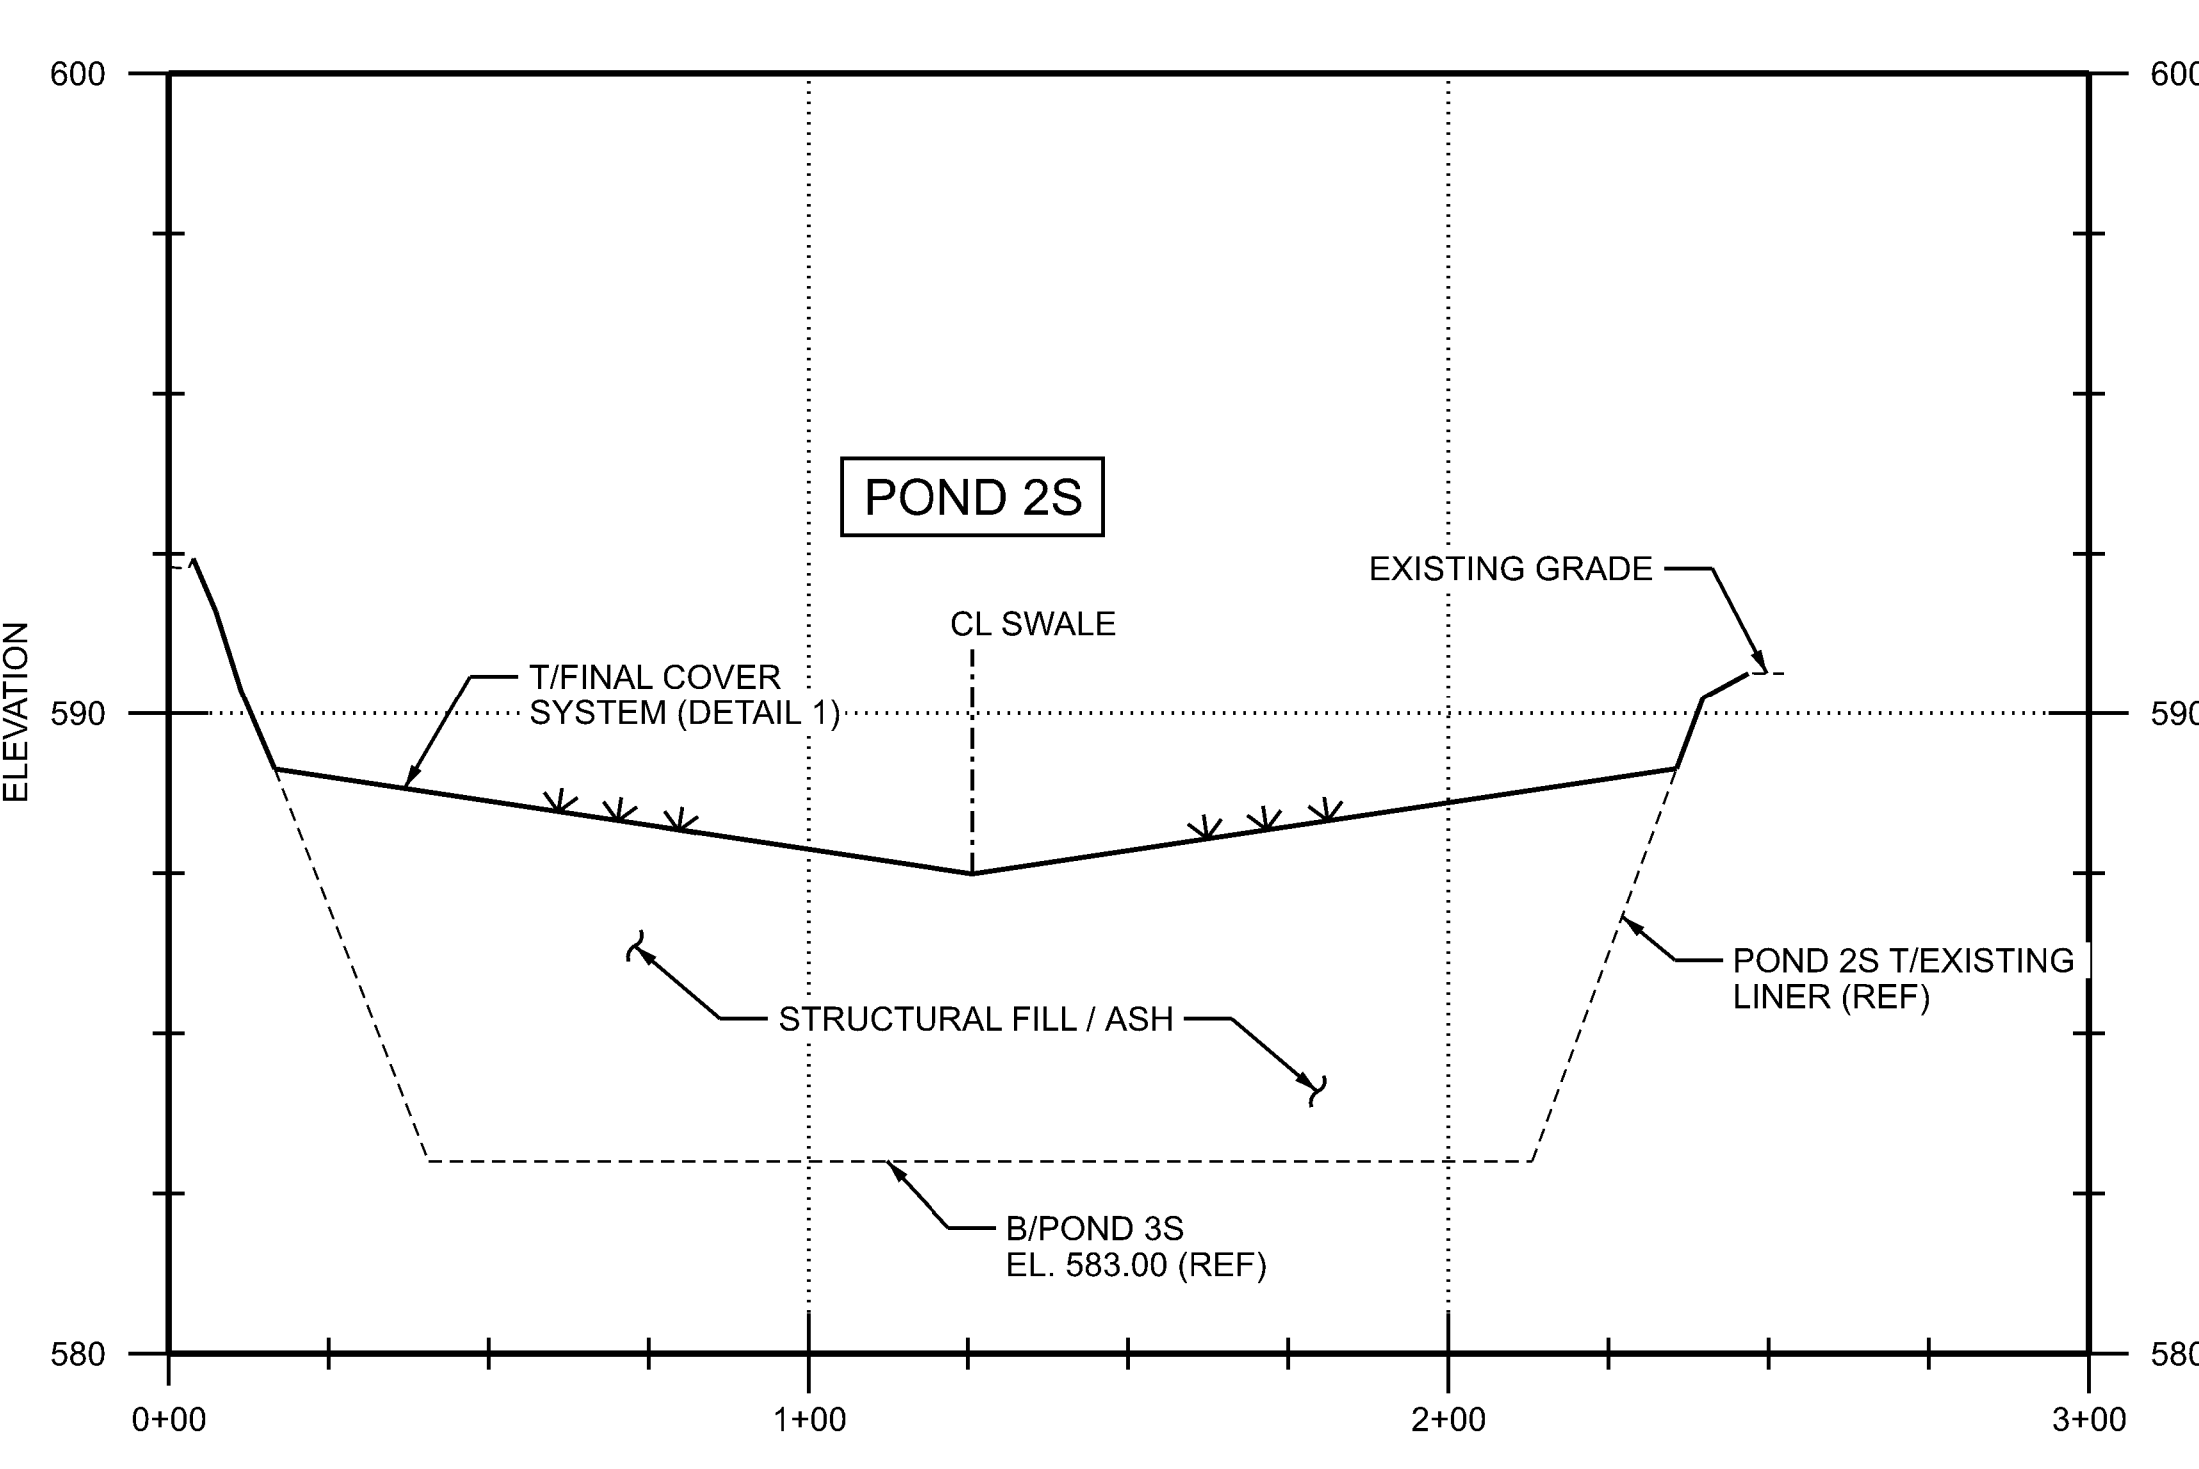 600
600
POND 2S
EXISTING GRADE
CL SWALE
T/FINAL COVER
SYSTEM (DETAIL 1)
ELEVATION
590
590
POND 2S T/EXISTING
LINER (REF)
STRUCTURAL FILL / ASH
B/POND 3S
EL. 583.00 (REF)
580
580
0+00
1+00
2+00
3+00